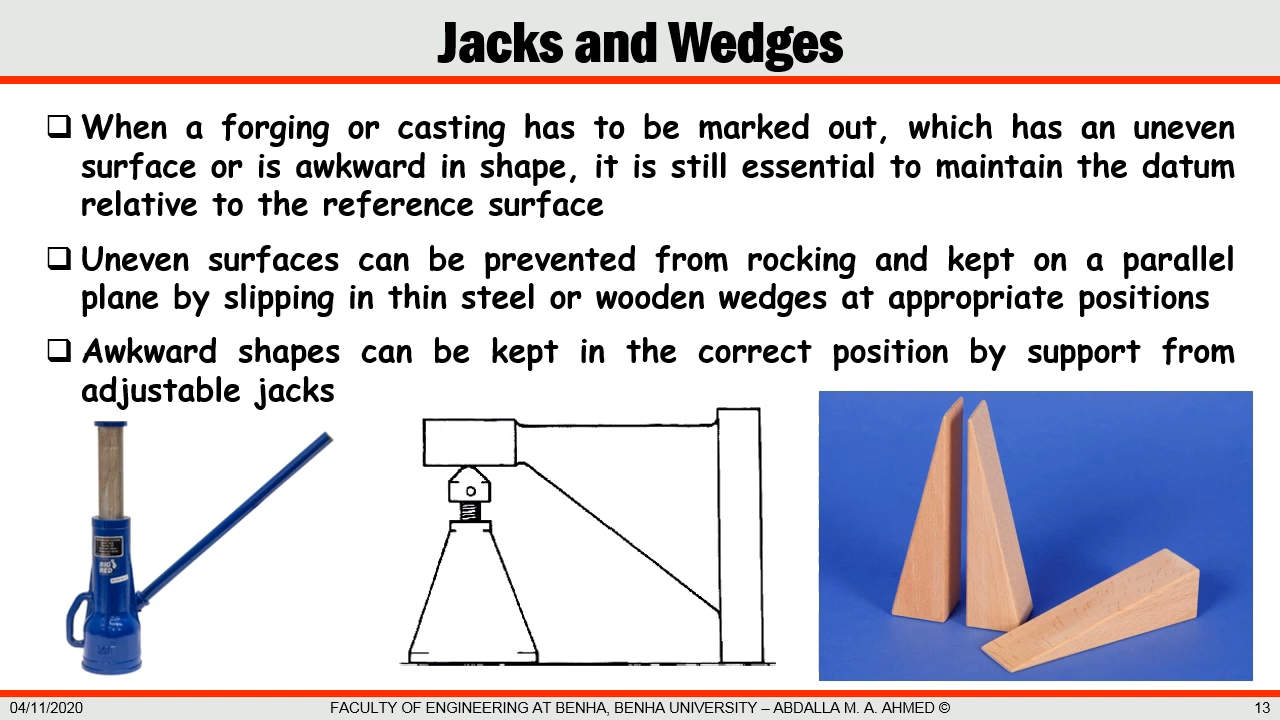 Jacks and Wedges
When a forging or casting has to be marked out, which has an uneven
surface or is awkward in shape, it is still essential to maintain the datum
relative to the reference surface
Uneven surfaces can be prevented from rocking and kept on a parallel
plane by slipping in thin steel or wooden wedges at appropriate positions
Awkward shapes can be kept in the correct position by support from
adjustable jacks
BIG RED
04/11/2020
FACULTY OF ENGINEERING AT BENHA, BENHA UNIVERSITY – ABDALLA M. A. AHMED ©
13